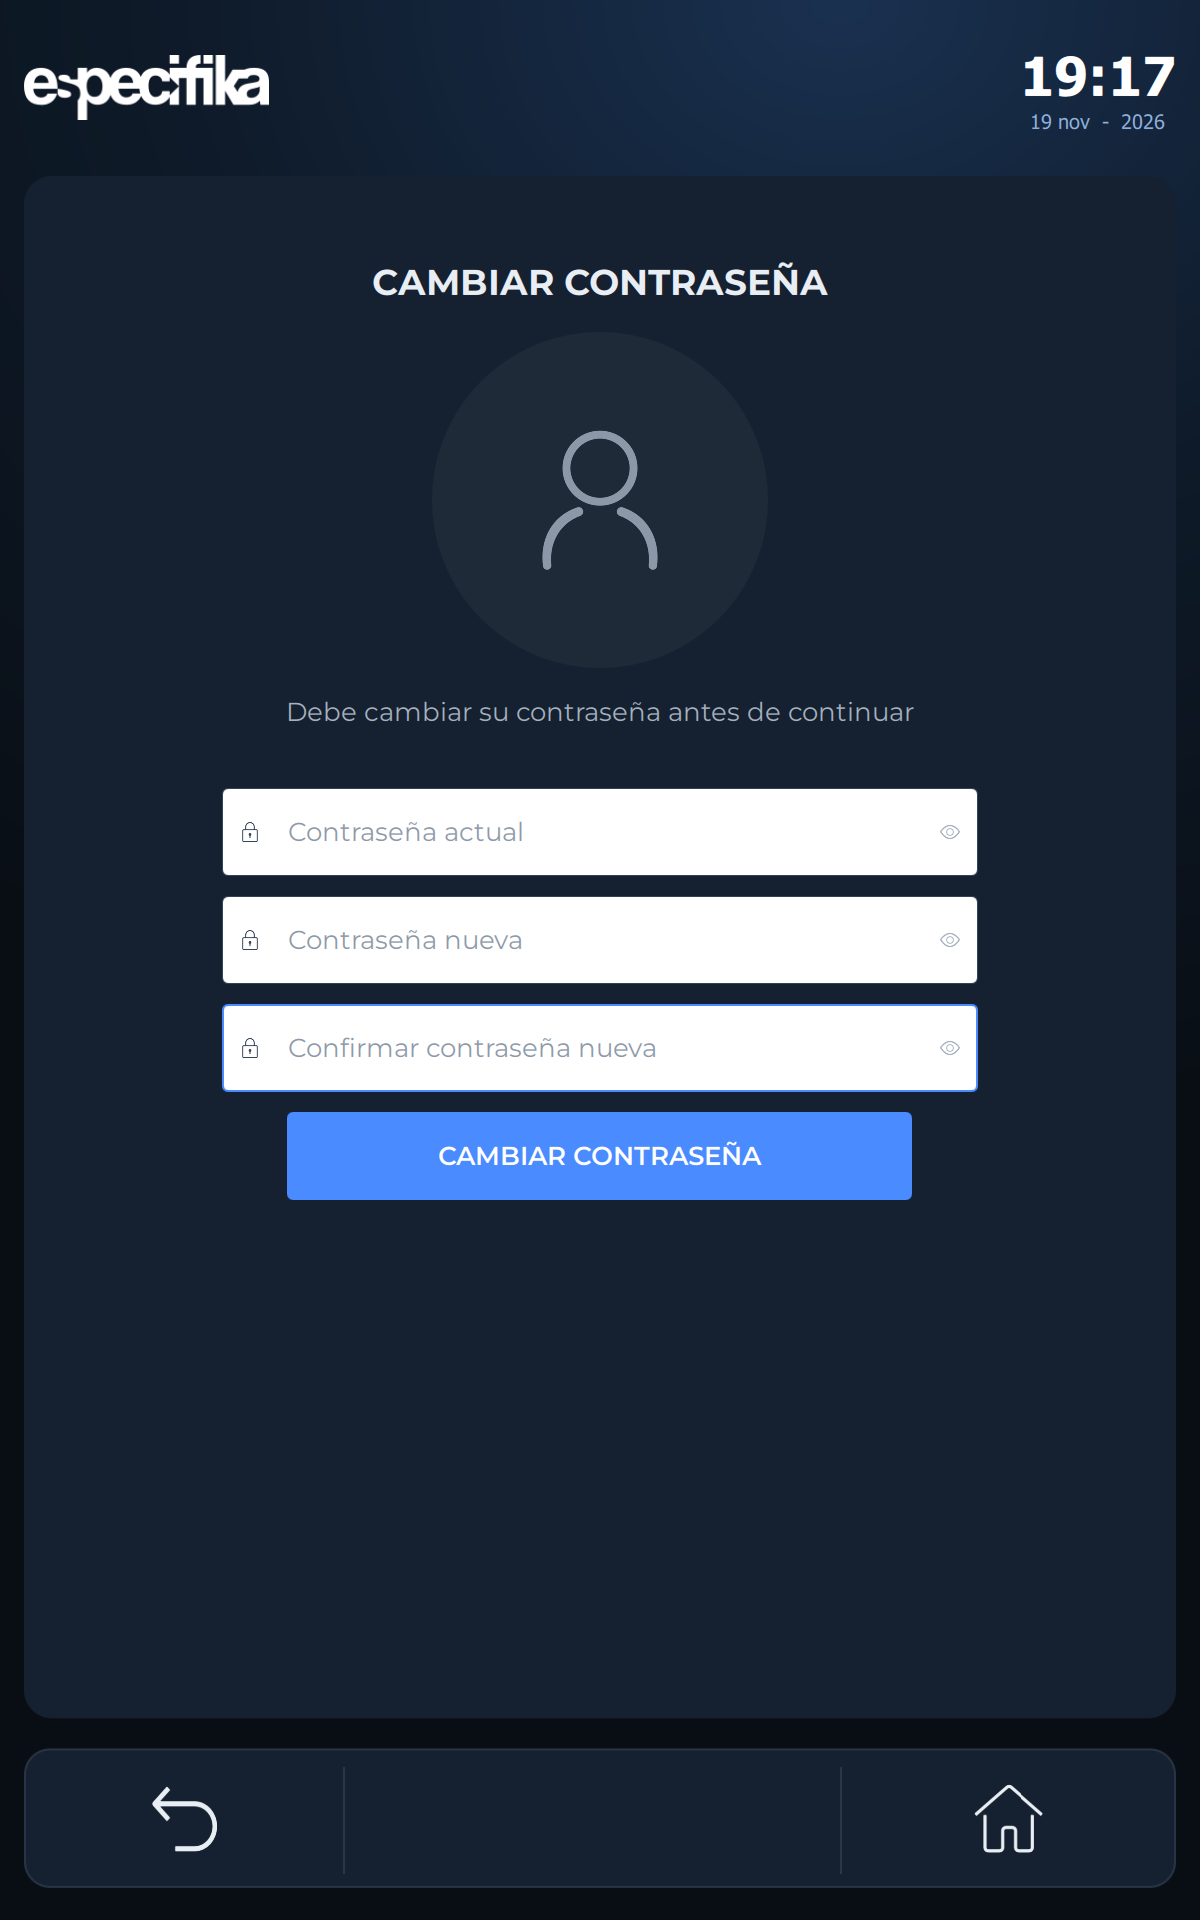 especifika
19:17
19 nov - 2026
CAMBIAR CONTRASEÑA
Debe cambiar su contraseña antes de continuar
Contraseña actual
Contraseña nueva
Confirmar contraseña nueva
CAMBIAR CONTRASEÑA